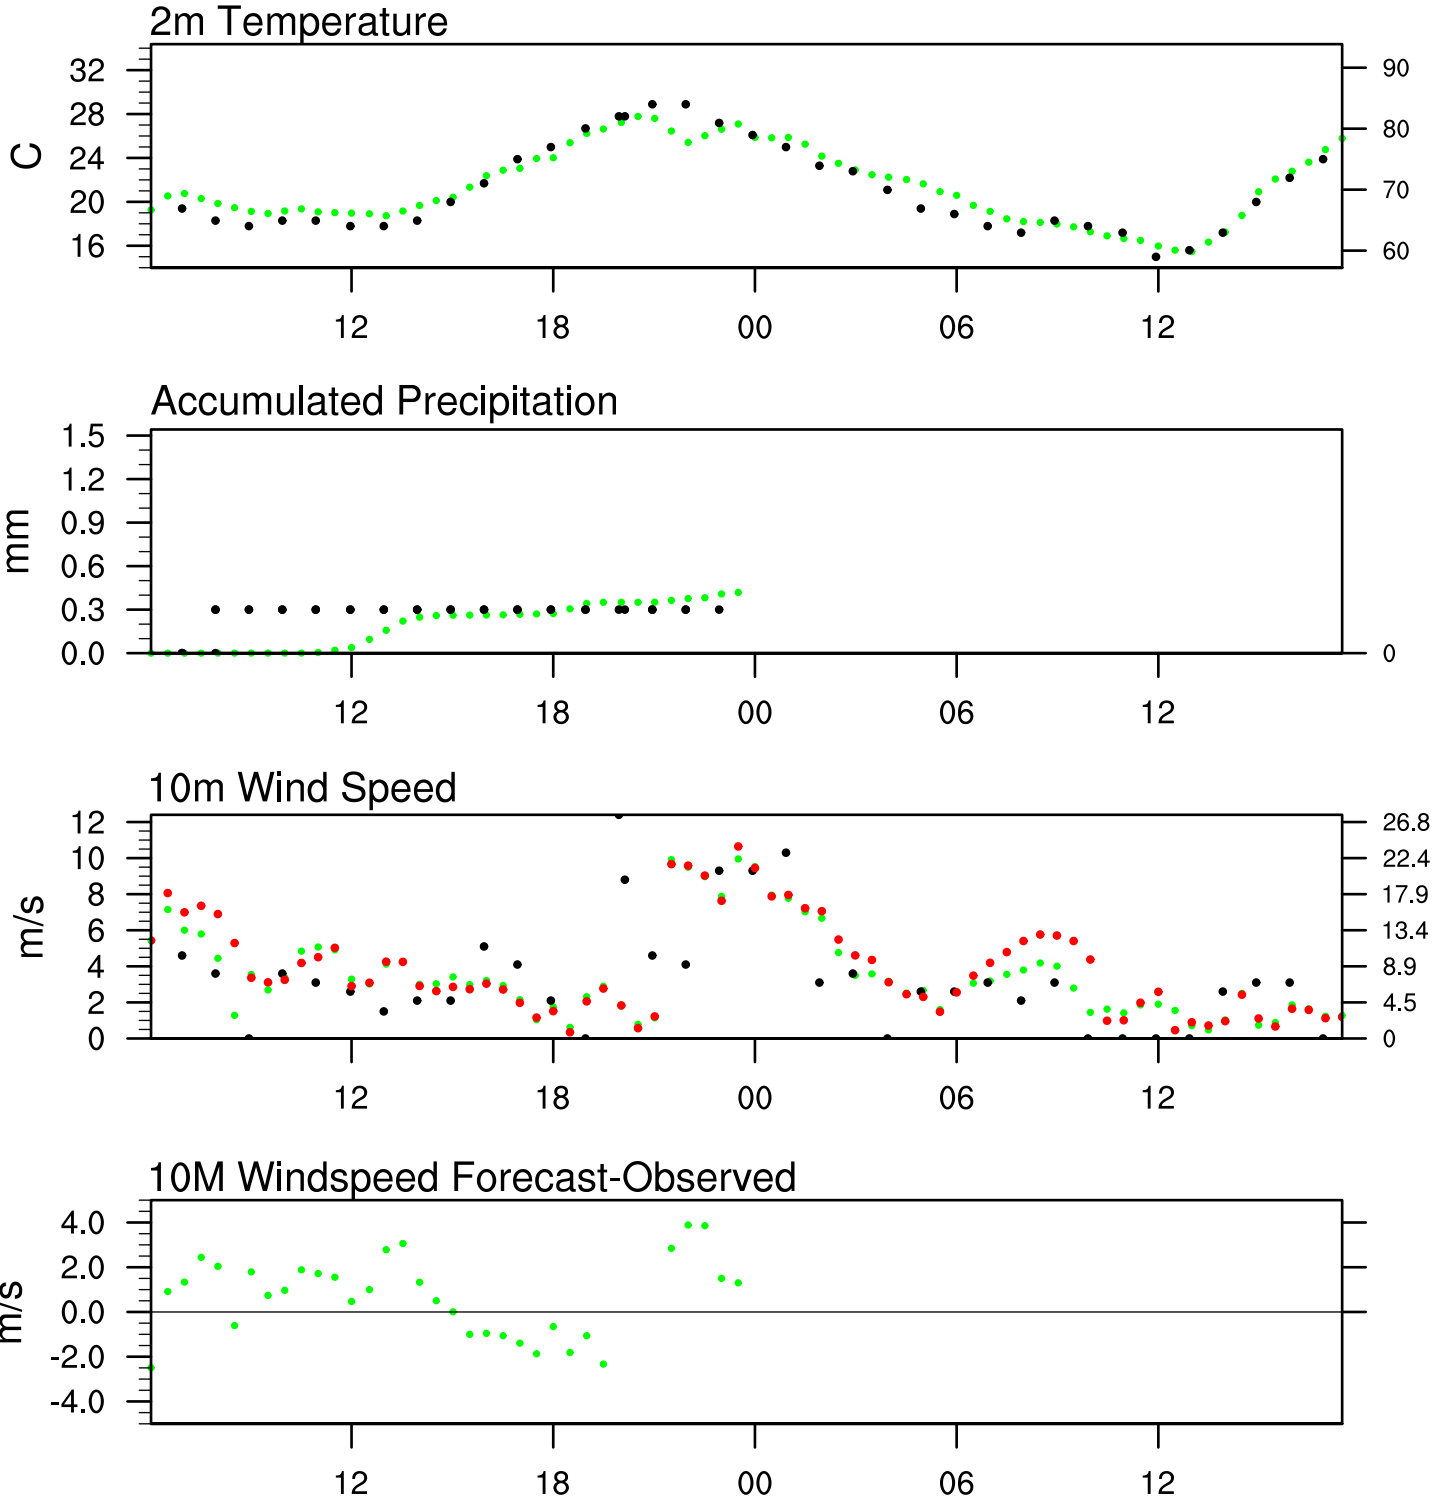 2m Temperature
32 90
28 80
24
20 70
16 60
C
12 18 00 06 12
Accumulated Precipitation
1.5
1.2
0.9
0.6
0.3
0.0 0
mm
12 18 00 06 12
10m Wind Speed
12 26.8
10 22.4
8 17.9
6 13.4
4 8.9
2 4.5
0 0
m/s
12 18 00 06 12
10M Windspeed Forecast-Observed
4.0
2.0
0.0
-2.0
-4.0
m/s
12 18 00 06 12